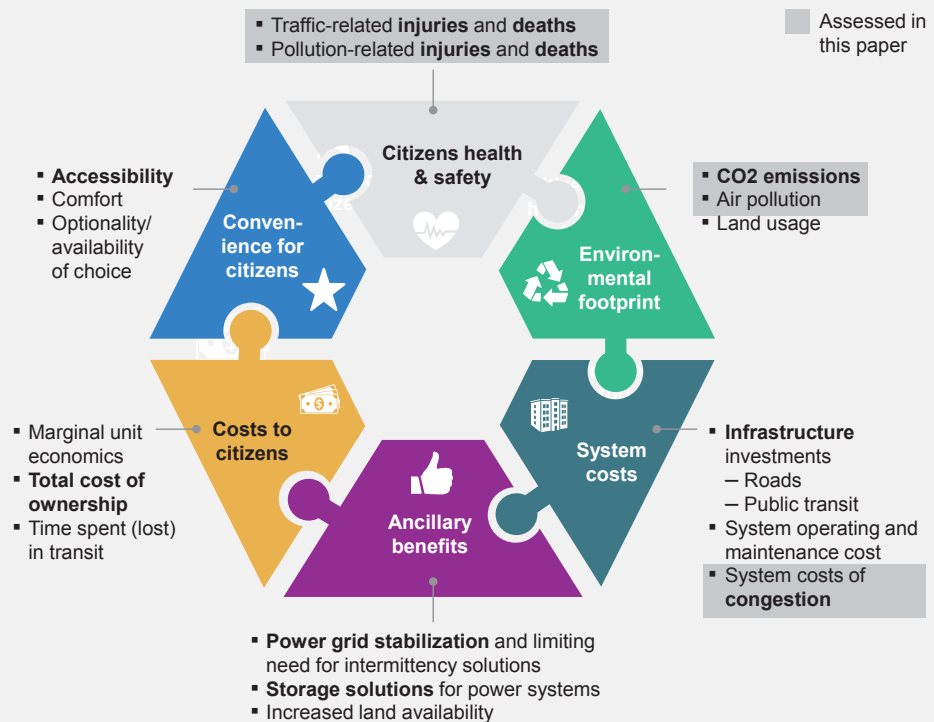 ▪ Traffic-related injuries and deaths
▪ Pollution-related injuries and deaths
Assessed in
this paper
Citizens health
& safety
▪ Accessibility
▪ Comfort
▪ Optionality/
availability
of choice
Conven-
ience for
citizens
▪ CO2 emissions
▪ Air pollution
▪ Land usage
Environ-
mental
footprint
▪ Marginal unit
economics
▪ Total cost of
ownership
▪ Time spent (lost)
in transit
Costs to
citizens
Ancillary
benefits
System
costs
▪ Infrastructure
investments
– Roads
– Public transit
▪ System operating and
maintenance cost
▪ System costs of
congestion
▪ Power grid stabilization and limiting
need for intermittency solutions
▪ Storage solutions for power systems
▪ Increased land availability